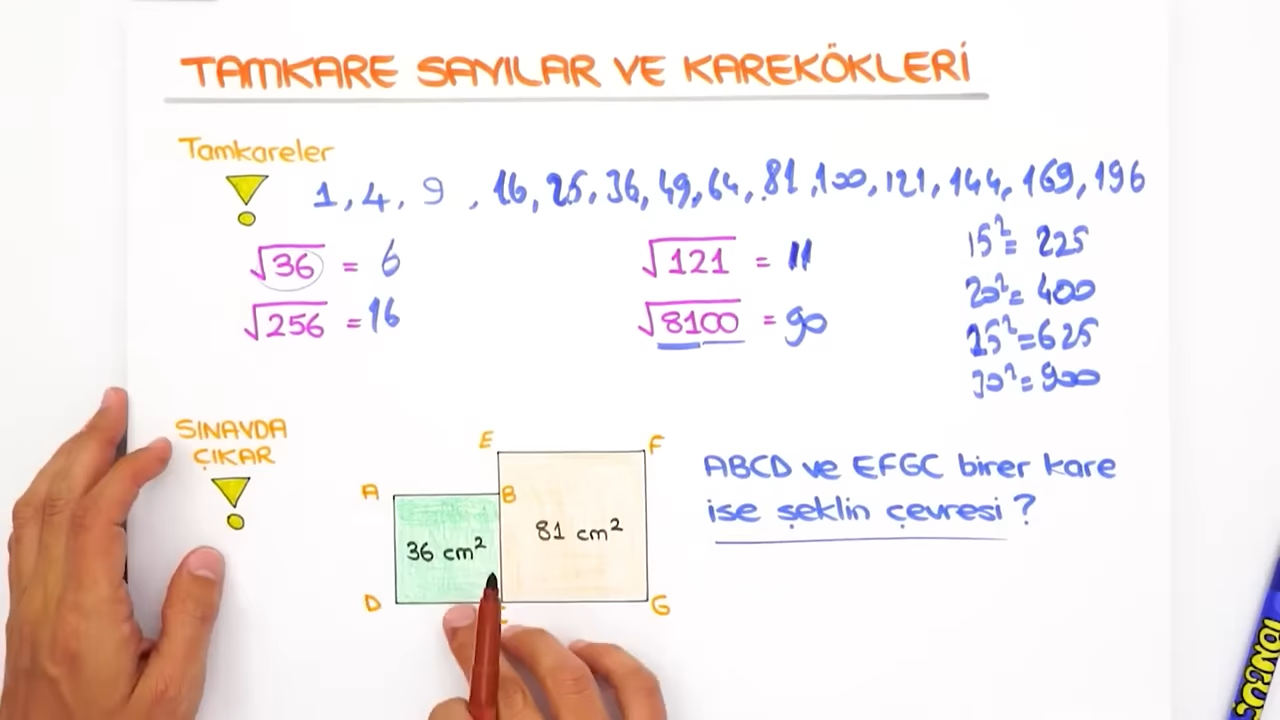 TAMKARE SAYILAR VE KAREKÖKLERİ
Tamkareler
1, 4, 9, 16, 25, 36, 49, 64, 81, 100, 121, 144, 169, 196
√36 = 6
√121 = 11
√256 = 16
√8100 = 90
15² = 225
20² = 400
25² = 625
30² = 900
SINAVDA
ÇIKAR
E
F
A
B
36 cm²
81 cm²
D
G
ABCD ve EFGC birer kare
ise şeklin çevresi ?